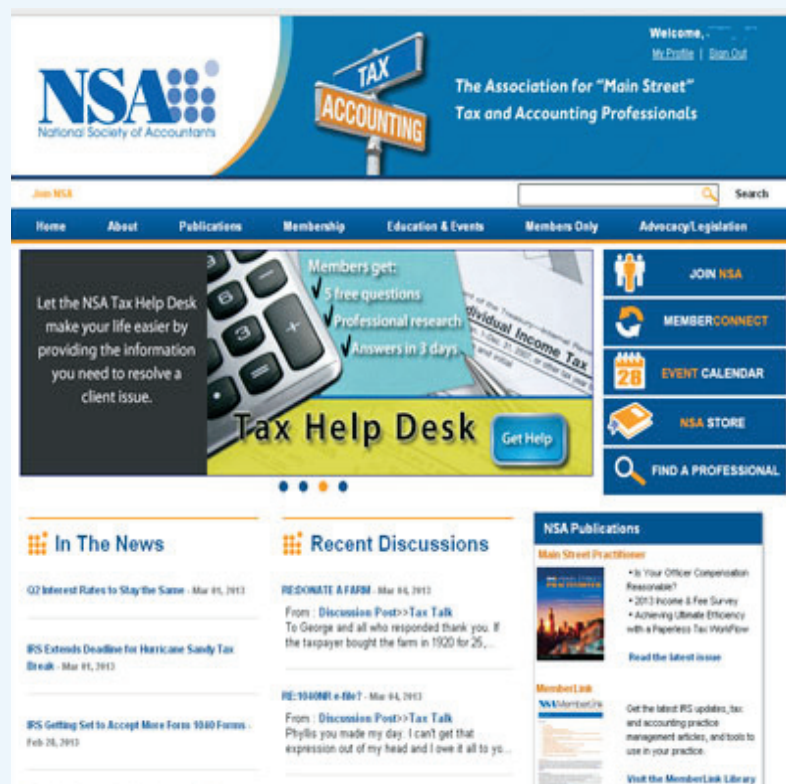 Welcome,
My Profile | Sign Out
NSA
National Society of Accountants
TAX
ACCOUNTING
The Association for "Main Street"
Tax and Accounting Professionals
Join NSA
Search
Home About Publications Membership Education & Events Members Only Advocacy/Legislation
Let the NSA Tax Help Desk
make your life easier by
providing the information
you need to resolve a
client issue.
Members get:
5 free questions
Professional research
Answers in 3 days
Individual Income Tax
Tax Help Desk
Get Help
JOIN NSA
MEMBERCONNECT
28
EVENT CALENDAR
NSA STORE
FIND A PROFESSIONAL
In The News
Q2 Interest Rates to Stay the Same - Mar 01, 2013
IRS Extends Deadline for Hurricane Sandy Tax
Break - Mar 01, 2013
IRS Getting Set to Accept More Form 1040 Forms -
Feb 28, 2013
Recent Discussions
RE:DONATE A FARM - Mar 04, 2013
From : Discussion Post>>Tax Talk
To George and all who responded thank you. If
the taxpayer bought the farm in 1920 for 25,...
RE:1040NR e-file? - Mar 04, 2013
From : Discussion Post>>Tax Talk
Phyllis you made my day. I can't get that
expression out of my head and I owe it all to yo...
NSA Publications
Main Street Practitioner
• Is Your Officer Compensation
Reasonable?
• 2013 Income & Fee Survey
• Achieving Ultimate Efficiency
with a Paperless Tax Workflow
Read the latest issue
MemberLink
NSA MemberLink
Get the latest IRS updates, tax
and accounting practice
management articles, and tools to
use in your practice.
Visit the MemberLink Library